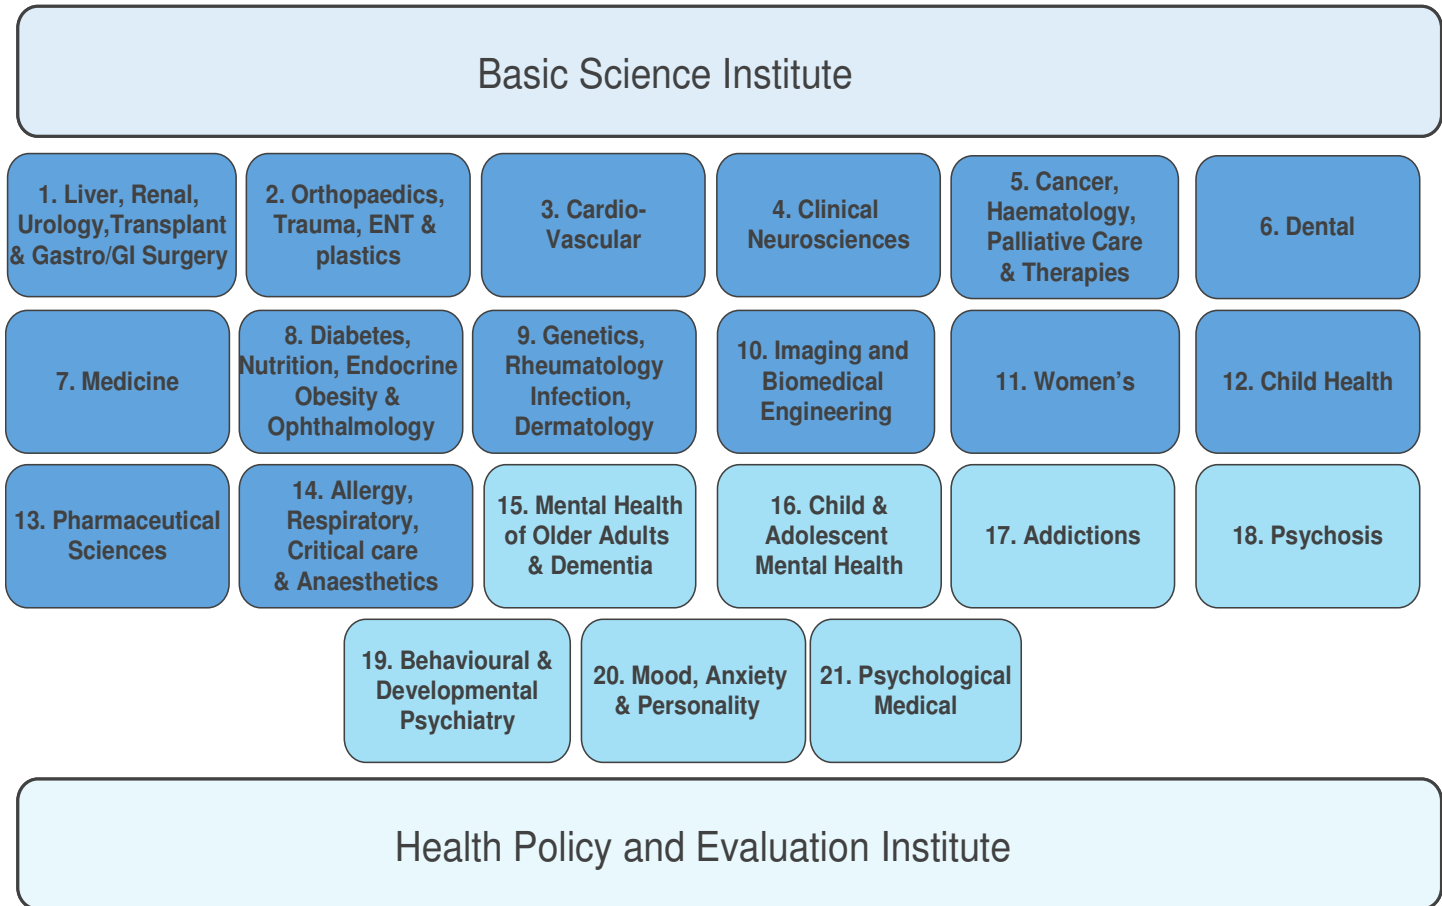 Basic Science Institute
1. Liver, Renal,
Urology,Transplant
& Gastro/GI Surgery
2. Orthopaedics,
Trauma, ENT &
plastics
3. Cardio-
Vascular
4. Clinical
Neurosciences
5. Cancer,
Haematology,
Palliative Care
& Therapies
6. Dental
7. Medicine
8. Diabetes,
Nutrition, Endocrine
Obesity &
Ophthalmology
9. Genetics,
Rheumatology
Infection,
Dermatology
10. Imaging and
Biomedical
Engineering
11. Women’s
12. Child Health
13. Pharmaceutical
Sciences
14. Allergy,
Respiratory,
Critical care
& Anaesthetics
15. Mental Health
of Older Adults
& Dementia
16. Child &
Adolescent
Mental Health
17. Addictions
18. Psychosis
19. Behavioural &
Developmental
Psychiatry
20. Mood, Anxiety
& Personality
21. Psychological
Medical
Health Policy and Evaluation Institute